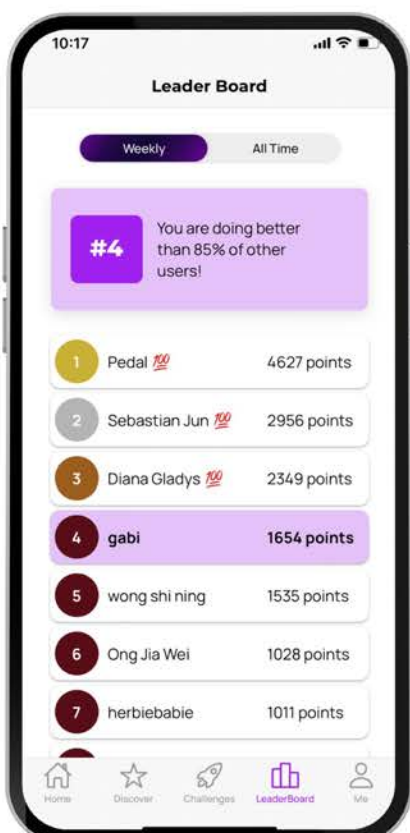 10:17
Leader Board
Weekly All Time
#4
You are doing better
than 85% of other
users!
1 Pedal 💯 4627 points
2 Sebastian Jun 💯 2956 points
3 Diana Gladys 💯 2349 points
4 gabi 1654 points
5 wong shi ning 1535 points
6 Ong Jia Wei 1028 points
7 herbiebabie 1011 points
Home Discover Challenges LeaderBoard Me